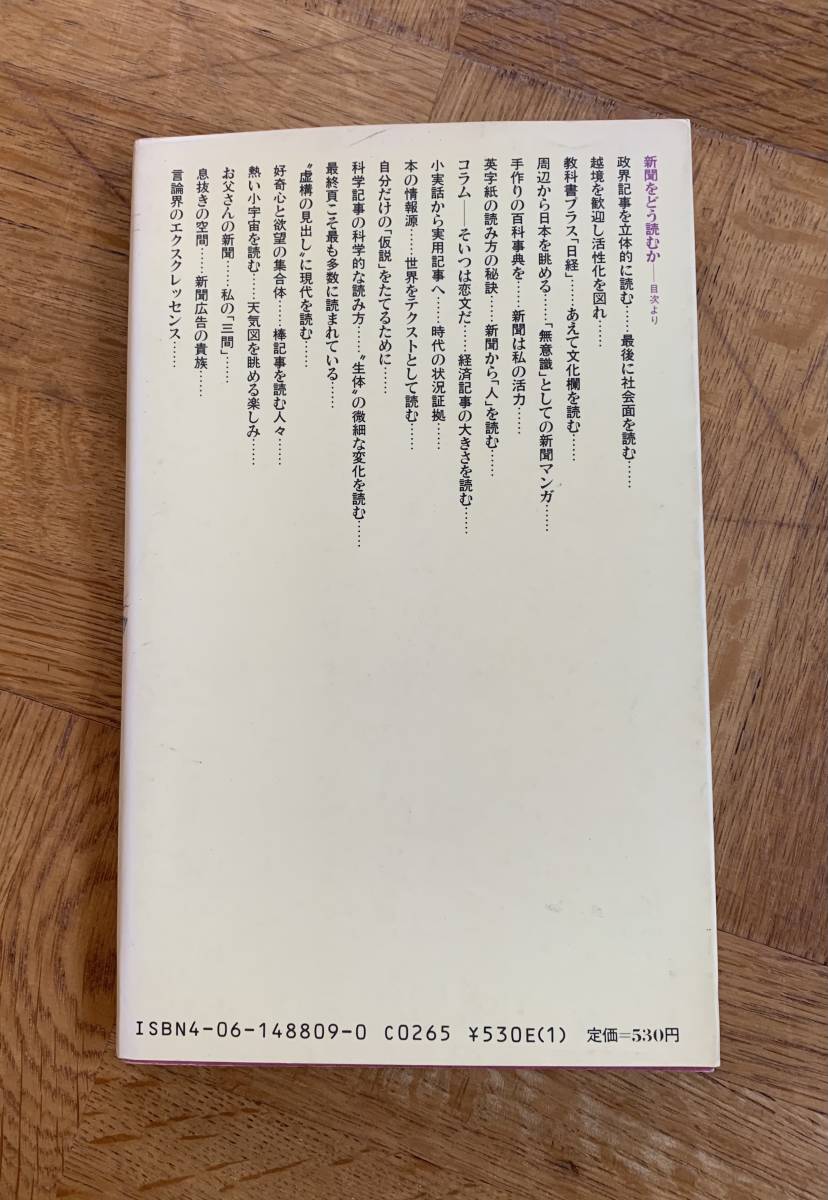 新聞をどう読むか——目次より
政界記事を立体的に読む……最後に社会面を読む……
越境を歓迎し活性化を図れ……
教科書プラス「日経」……あえて文化欄を読む……
周辺から日本を眺める……「無意識」としての新聞マンガ……
手作りの百科事典を……新聞は私の活力……
英字紙の読み方の秘訣……新聞から「人」を読む……
コラム——そいつは恋文だ……経済記事の大きさを読む……
小実話から実用記事へ……時代の状況証拠……
本の情報源……世界をテクストとして読む……
自分だけの「仮説」をたてるために……
科学記事の科学的な読み方……〝生体〟の微細な変化を読む……
最終頁こそ最も多数に読まれている……
〝虚構の見出し〟に現代を読む……
好奇心と欲望の集合体……棒記事を読む人々……
熱い小宇宙を読む……天気図を眺める楽しみ……
お父さんの新聞……私の「三間」……
息抜きの空間……新聞広告の貴族……
言論界のエクスクレッセンス……
ISBN4-06-148809-0 C0265 ¥530E(1) 定価=530円